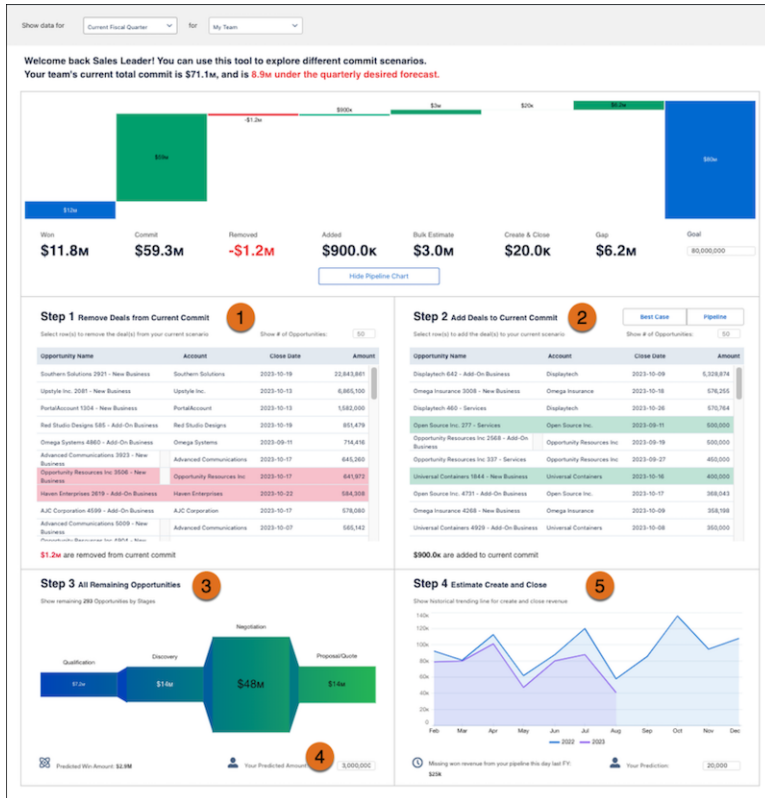 Show data for Current Fiscal Quarter for My Team
Welcome back Sales Leader! You can use this tool to explore different commit scenarios.
Your team's current total commit is $71.1M, and is 8.9M under the quarterly desired forecast.
$12M
$59M
-$1.2M
$900K
$3M
$20K
$6.2M
$80M
Won Commit Removed Added Bulk Estimate Create & Close Gap Goal
$11.8M $59.3M -$1.2M $900.0K $3.0M $20.0K $6.2M 80,000,000
Hide Pipeline Chart
Step 1 Remove Deals from Current Commit 1
Select row(s) to remove the deal(s) from your current scenario Show # of Opportunities: 50
Opportunity Name Account Close Date Amount
Southern Solutions 2921 - New Business Southern Solutions 2023-10-19 22,843,861
Upstyle Inc. 2081 - New Business Upstyle Inc. 2023-10-13 6,865,100
PortalAccount 1304 - New Business PortalAccount 2023-10-13 1,582,000
Red Studio Designs 585 - Add-On Business Red Studio Designs 2023-10-19 851,479
Omega Systems 4960 - Add-On Business Omega Systems 2023-09-11 714,416
Advanced Communications 3923 - New
Business Advanced Communications 2023-10-17 645,260
Opportunity Resources Inc 3506 - New
Business Opportunity Resources Inc 2023-10-17 641,972
Haven Enterprises 2619 - Add-On Business Haven Enterprises 2023-10-22 594,308
AJC Corporation 4599 - Add-On Business AJC Corporation 2023-10-17 578,080
Advanced Communications 5009 - New
Business Advanced Communications 2023-10-07 565,142
$1.2M are removed from current commit
Step 2 Add Deals to Current Commit 2 Best Case Pipeline
Select row(s) to add the deal(s) to your current scenario Show # of Opportunities: 50
Opportunity Name Account Close Date Amount
Displaytech 642 - Add-On Business Displaytech 2023-10-09 5,326,674
Omega Insurance 3008 - New Business Omega Insurance 2023-10-18 576,255
Displaytech 460 - Services Displaytech 2023-10-26 570,764
Open Source Inc. 277 - Services Open Source Inc. 2023-09-11 500,000
Opportunity Resources Inc 2568 - Add-On
Business Opportunity Resources Inc 2023-09-19 500,000
Opportunity Resources Inc 337 - Services Opportunity Resources Inc 2023-09-27 450,000
Universal Containers 1844 - New Business Universal Containers 2023-10-16 400,000
Open Source Inc. 4731 - Add-On Business Open Source Inc. 2023-10-17 368,043
Omega Insurance 4268 - New Business Omega Insurance 2023-10-09 358,198
Universal Containers 4929 - Add-On Business Universal Containers 2023-10-08 350,000
$900.0K are added to current commit
Step 3 All Remaining Opportunities 3
Show remaining 293 Opportunities by Stages
Qualification
Discovery
Negotiation
Proposal/Quote
$7.2M
$14M
$48M
$14M
Predicted Win Amount: $2.9M Your Predicted Amount 4 3,000,000
Step 4 Estimate Create and Close 5
Show historical trending line for create and close revenue
140K
120K
100K
80K
60K
40K
20K
0
Feb Mar Apr May Jun Jul Aug Sep Oct Nov Dec
2022 2023
Missing won revenue from your pipeline this day last FY:
$25k
Your Prediction: 20,000